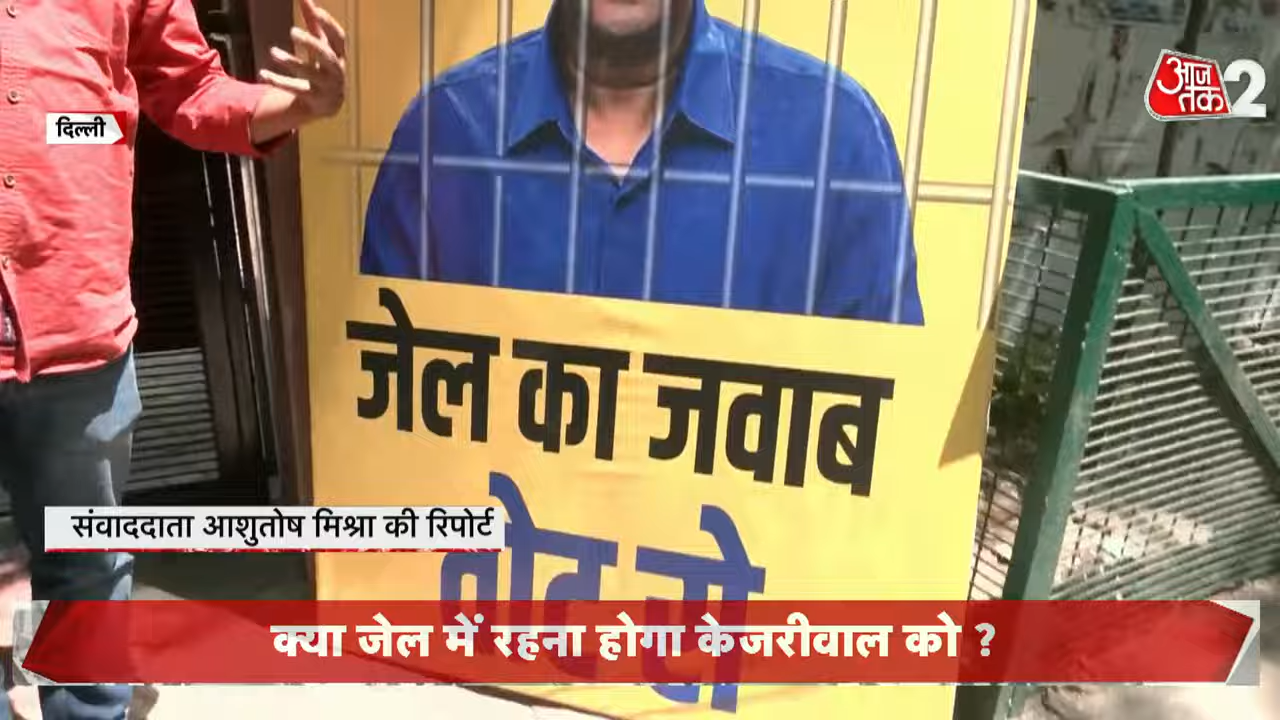 आज
तक 2
दिल्ली
जेल का जवाब
वोट से
संवाददाता आशुतोष मिश्रा की रिपोर्ट
क्या जेल में रहना होगा केजरीवाल को ?